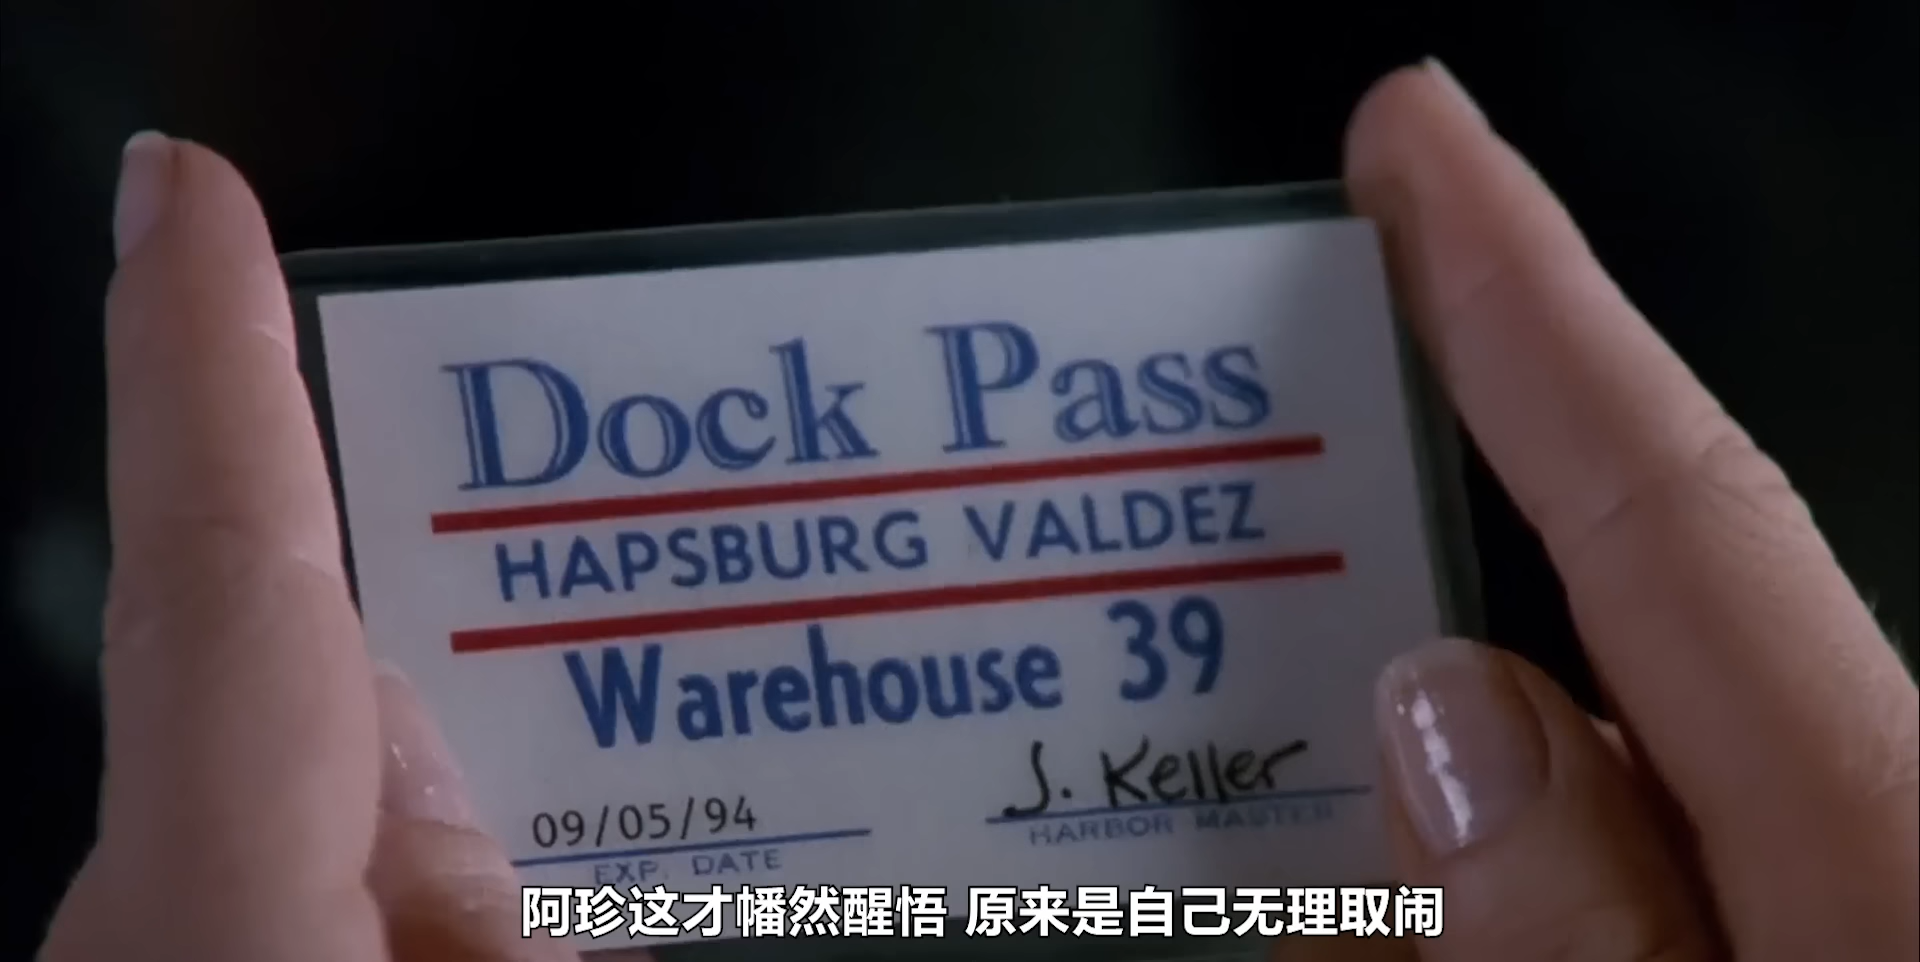 Dock Pass
HAPSBURG VALDEZ
Warehouse 39
09/05/94
EXP. DATE
J. Keller
HARBOR MASTER
阿珍这才幡然醒悟 原来是自己无理取闹